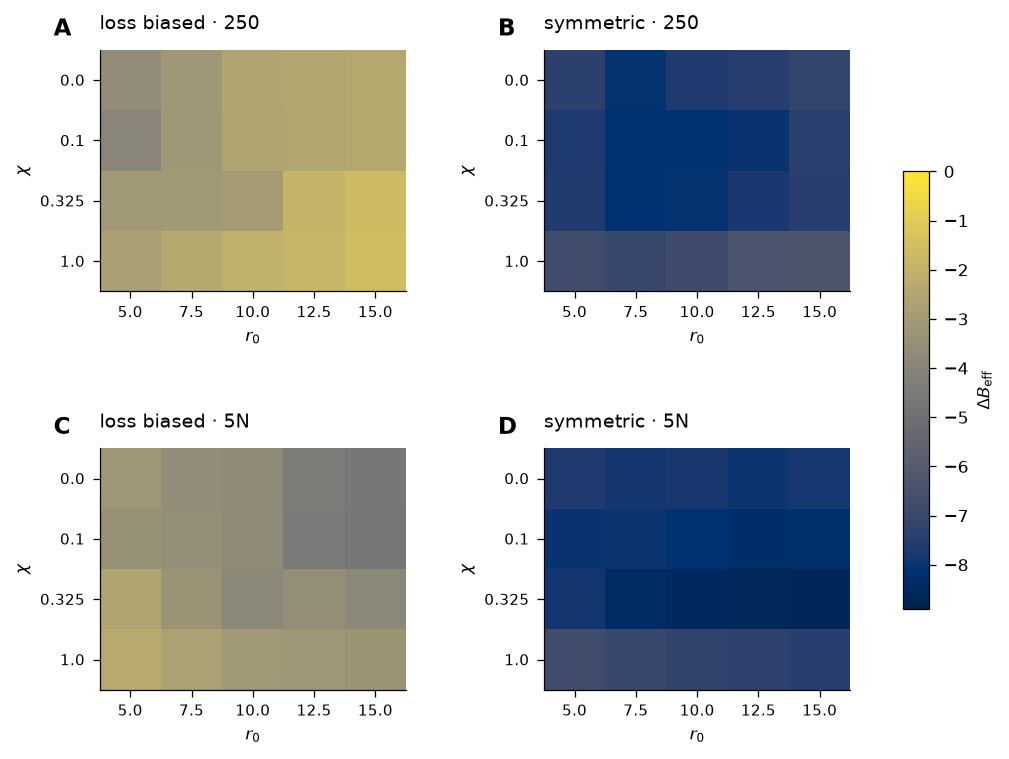 A loss biased · 250
0.0
0.1
0.325
1.0
χ
5.0 7.5 10.0 12.5 15.0
r₀
B symmetric · 250
0.0
0.1
0.325
1.0
χ
5.0 7.5 10.0 12.5 15.0
r₀
C loss biased · 5N
0.0
0.1
0.325
1.0
χ
5.0 7.5 10.0 12.5 15.0
r₀
D symmetric · 5N
0.0
0.1
0.325
1.0
χ
5.0 7.5 10.0 12.5 15.0
r₀
0
−1
−2
−3
−4
−5
−6
−7
−8
ΔB_eff